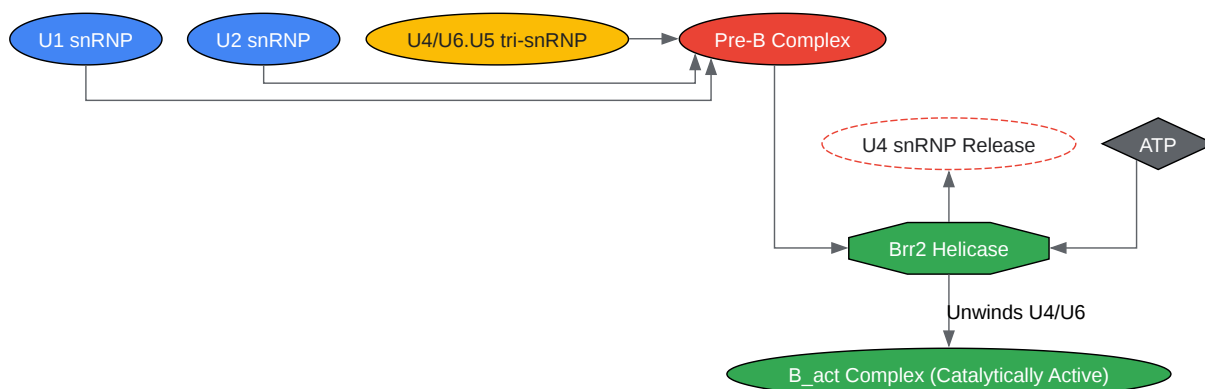 U1 snRNP
U2 snRNP
U4/U6.U5 tri-snRNP
Pre-B Complex
U4 snRNP Release
ATP
Brr2 Helicase
Unwinds U4/U6
B_act Complex (Catalytically Active)